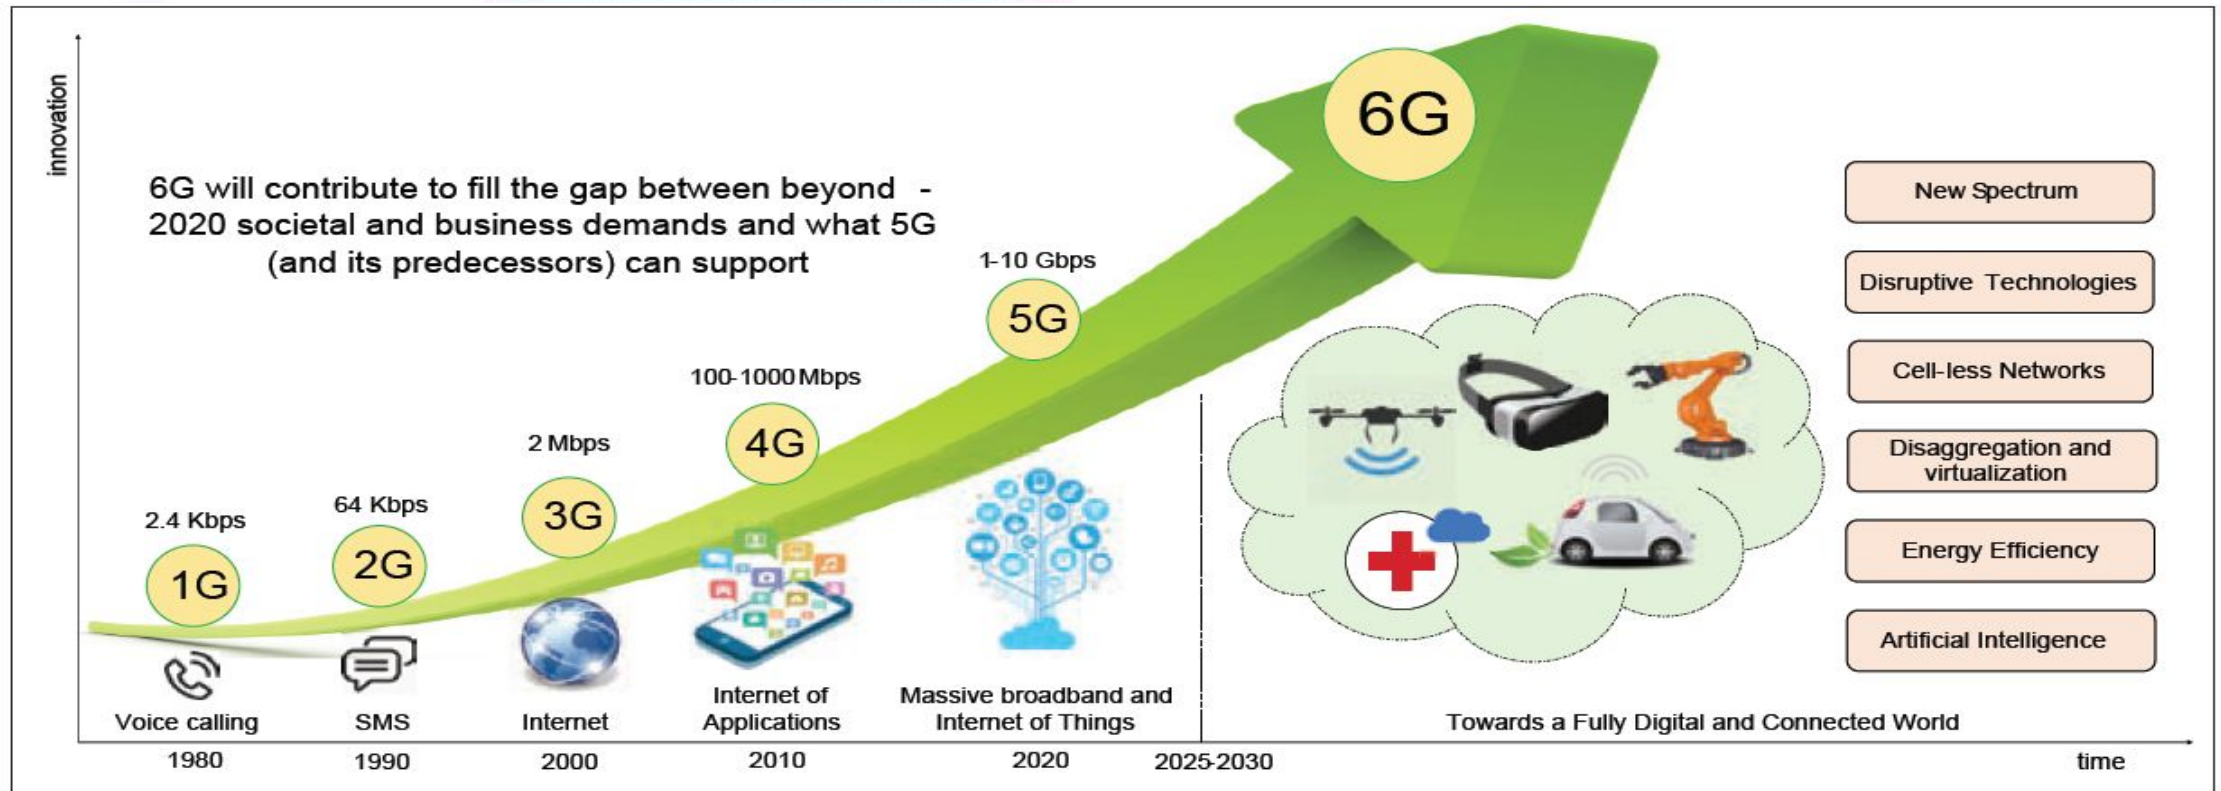 innovation
6G will contribute to fill the gap between beyond -
2020 societal and business demands and what 5G
(and its predecessors) can support
2.4 Kbps
1G
64 Kbps
2G
2 Mbps
3G
100-1000 Mbps
4G
1-10 Gbps
5G
6G
New Spectrum
Disruptive Technologies
Cell-less Networks
Disaggregation and
virtualization
Energy Efficiency
Artificial Intelligence
Voice calling
SMS
Internet
Internet of
Applications
Massive broadband and
Internet of Things
Towards a Fully Digital and Connected World
1980
1990
2000
2010
2020
2025-2030
time